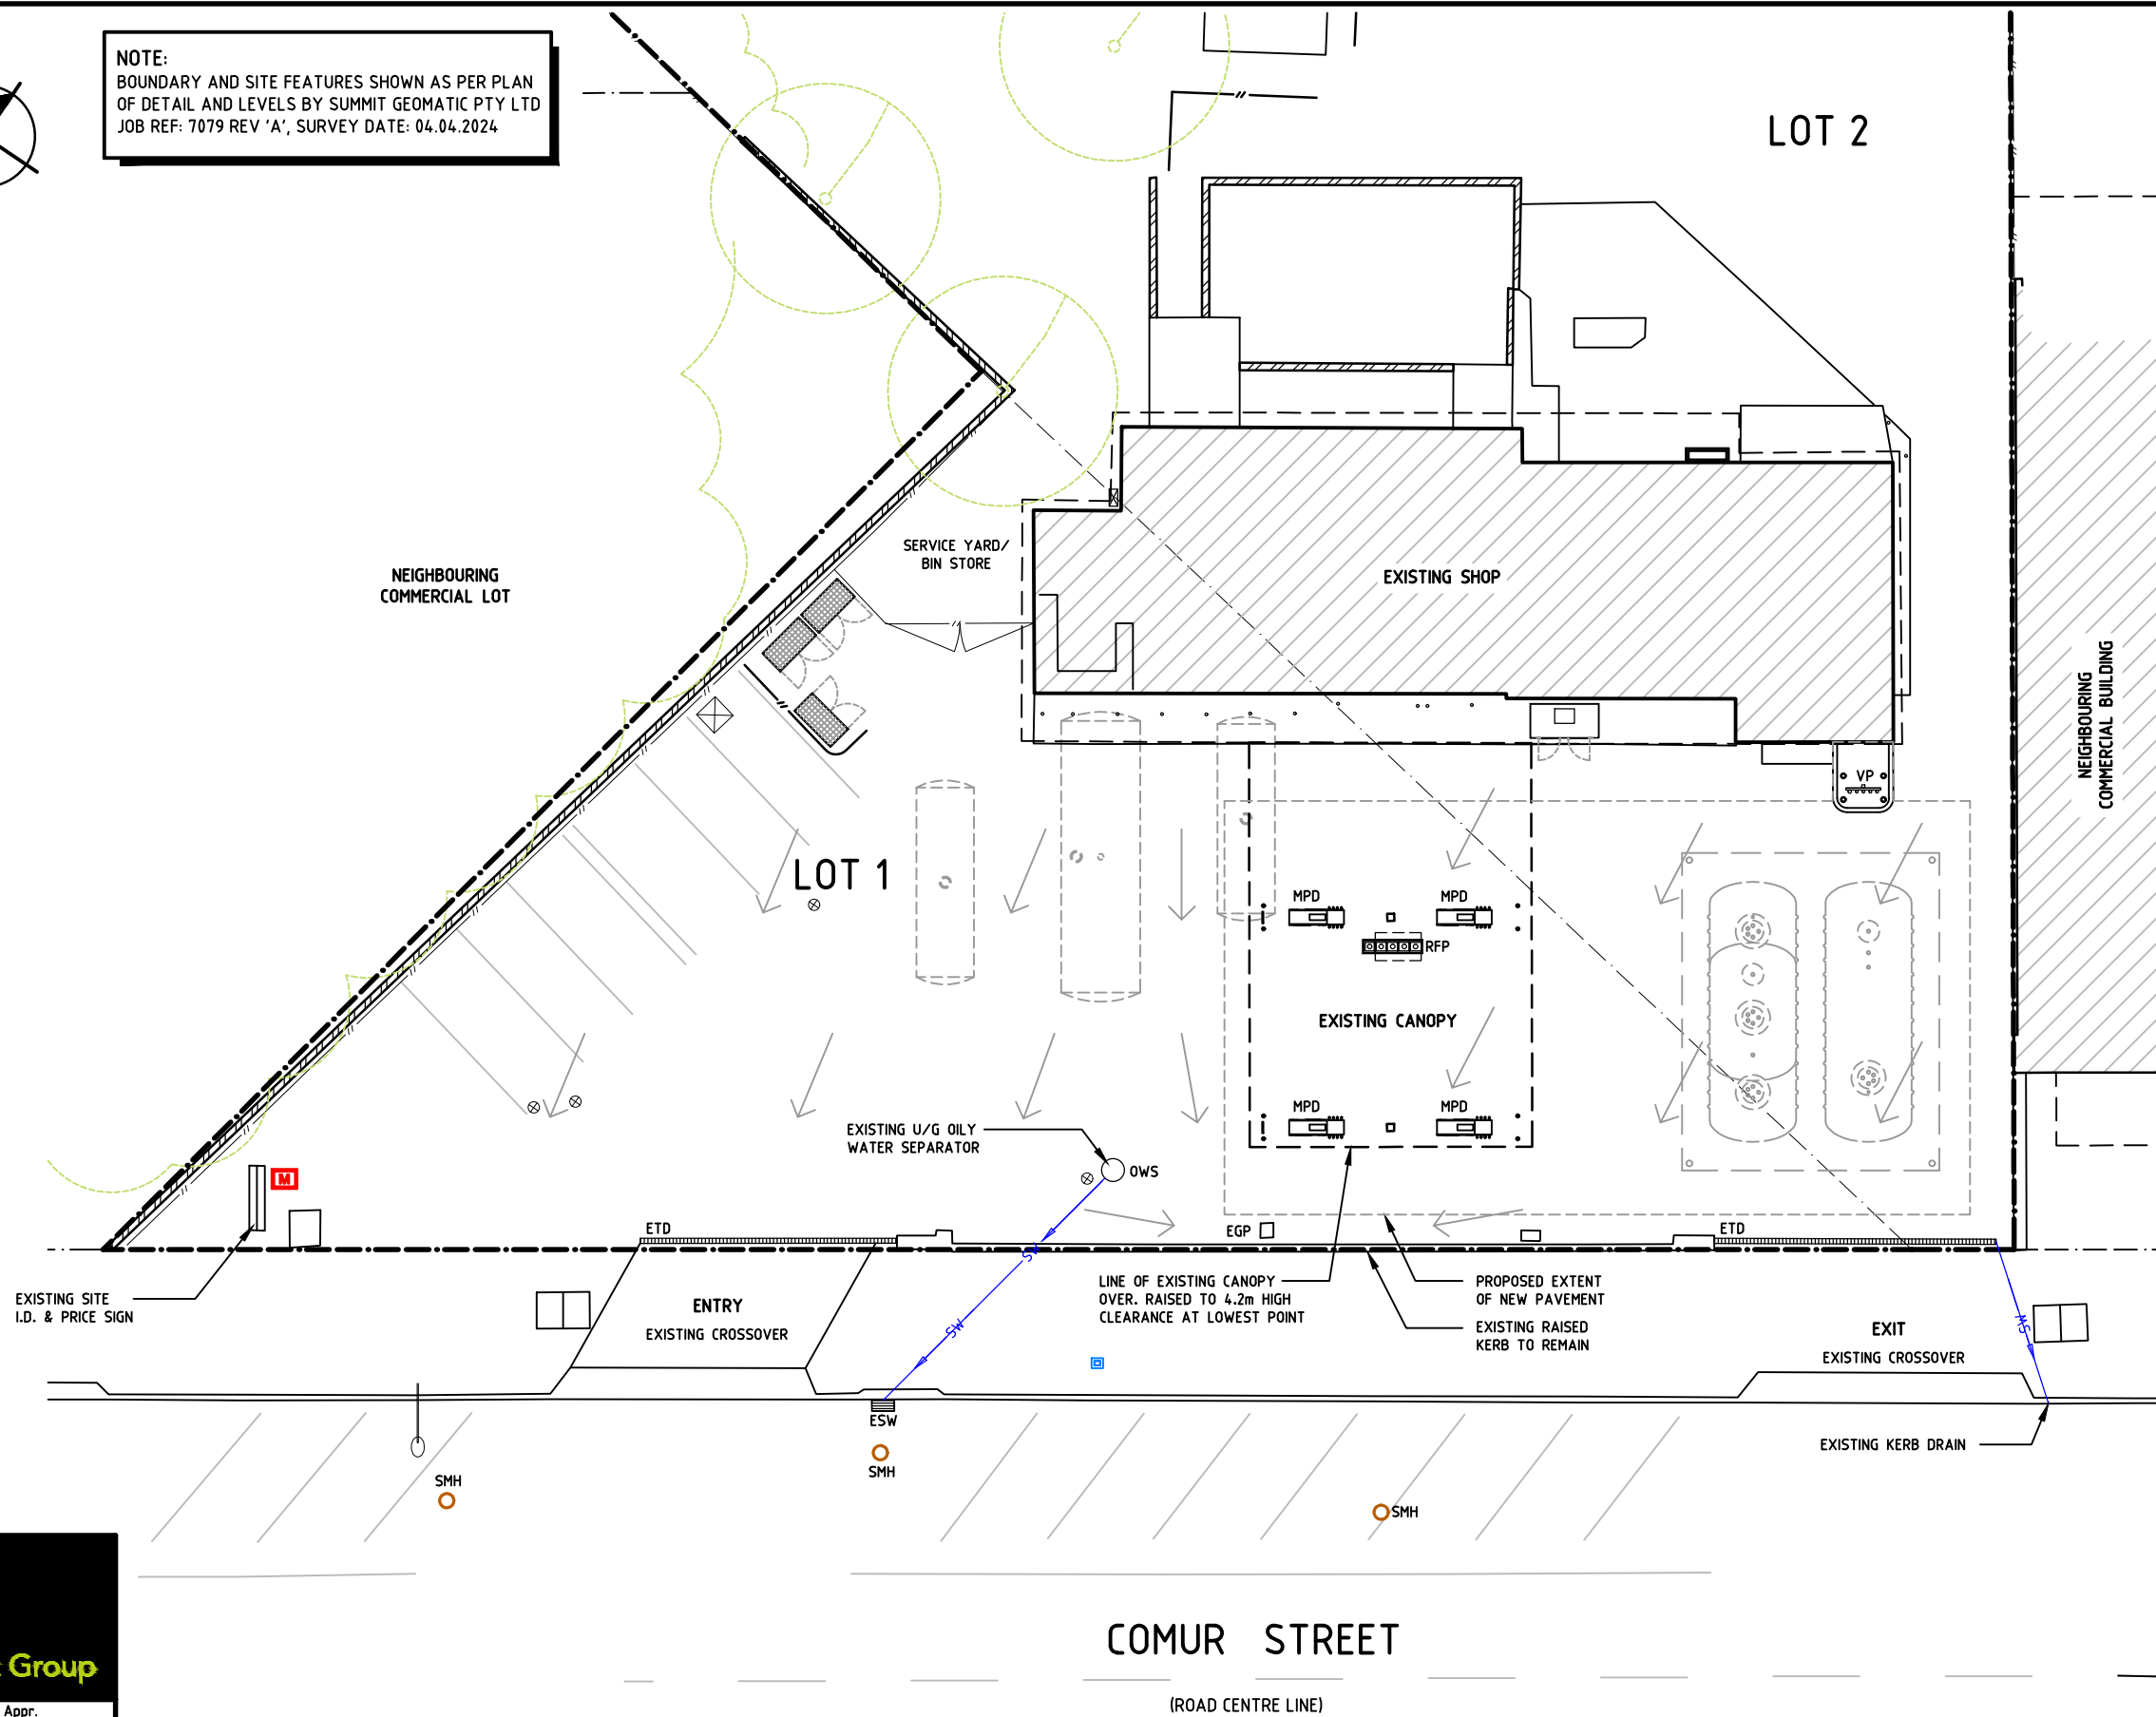 NOTE:
BOUNDARY AND SITE FEATURES SHOWN AS PER PLAN
OF DETAIL AND LEVELS BY SUMMIT GEOMATIC PTY LTD
JOB REF: 7079 REV 'A', SURVEY DATE: 04.04.2024
LOT 2
SERVICE YARD/
BIN STORE
NEIGHBOURING
COMMERCIAL LOT
EXISTING SHOP
NEIGHBOURING
COMMERCIAL BUILDING
VP
LOT 1
MPD
MPD
RFP
EXISTING CANOPY
MPD
MPD
EXISTING U/G OILY
WATER SEPARATOR
OWS
M
ETD
EGP
ETD
SW
EXISTING SITE
I.D. & PRICE SIGN
ENTRY
EXISTING CROSSOVER
SW
LINE OF EXISTING CANOPY
OVER. RAISED TO 4.2m HIGH
CLEARANCE AT LOWEST POINT
PROPOSED EXTENT
OF NEW PAVEMENT
EXISTING RAISED
KERB TO REMAIN
EXIT
EXISTING CROSSOVER
SW
ESW
SMH
SMH
SMH
EXISTING KERB DRAIN
COMUR STREET
(ROAD CENTRE LINE)
Group
Appr.